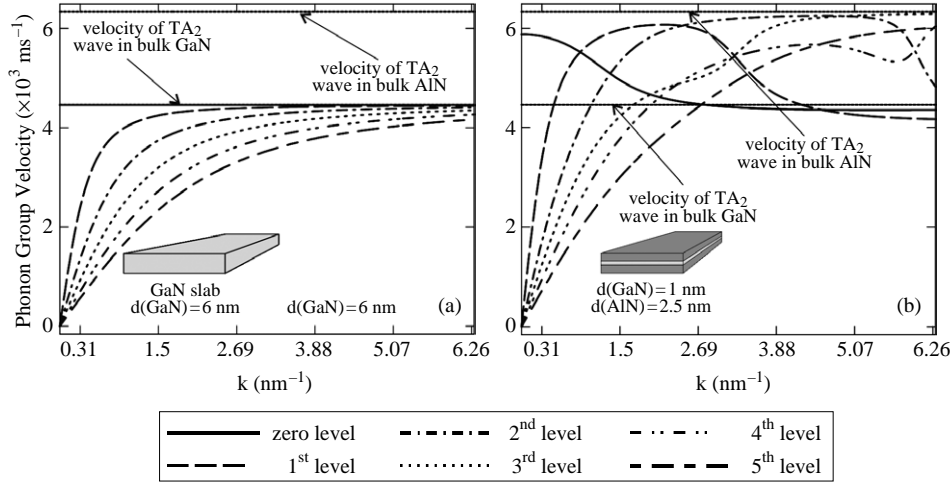 Phonon Group Velocity (×10³ ms⁻¹)
6
4
2
0
velocity of TA₂
wave in bulk GaN
velocity of TA₂
wave in bulk AlN
GaN slab
d(GaN)=6 nm
d(GaN)=6 nm
(a)
0.31 1.5 2.69 3.88 5.07 6.26
k (nm⁻¹)
6
4
2
0
velocity of TA₂
wave in bulk AlN
velocity of TA₂
wave in bulk GaN
d(GaN)=1 nm
d(AlN)=2.5 nm
(b)
0.31 1.5 2.69 3.88 5.07 6.26
k (nm⁻¹)
zero level 2ⁿᵈ level 4ᵗʰ level
1ˢᵗ level 3ʳᵈ level 5ᵗʰ level